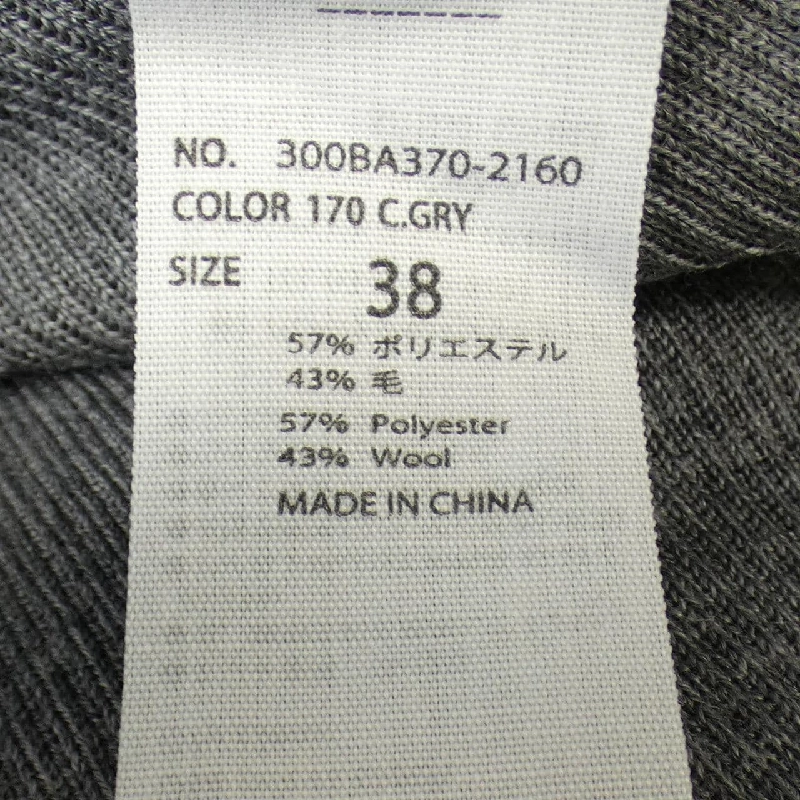 NO. 300BA370-2160
COLOR 170 C.GRY
SIZE 38
57% ポリエステル
43% 毛
57% Polyester
43% Wool
MADE IN CHINA